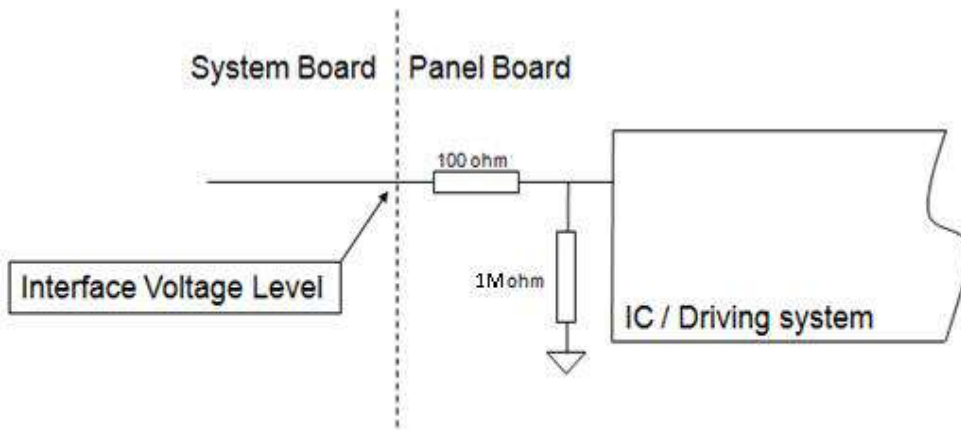 System Board
Panel Board
100 ohm
1M ohm
Interface Voltage Level
IC / Driving system